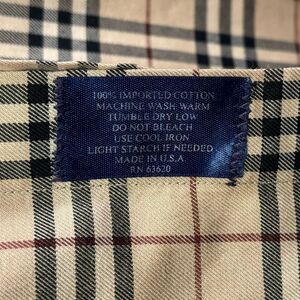 100% IMPORTED COTTON
MACHINE WASH WARM
TUMBLE DRY LOW
DO NOT BLEACH
USE COOL IRON
LIGHT STARCH IF NEEDED
MADE IN U.S.A.
RN 63620